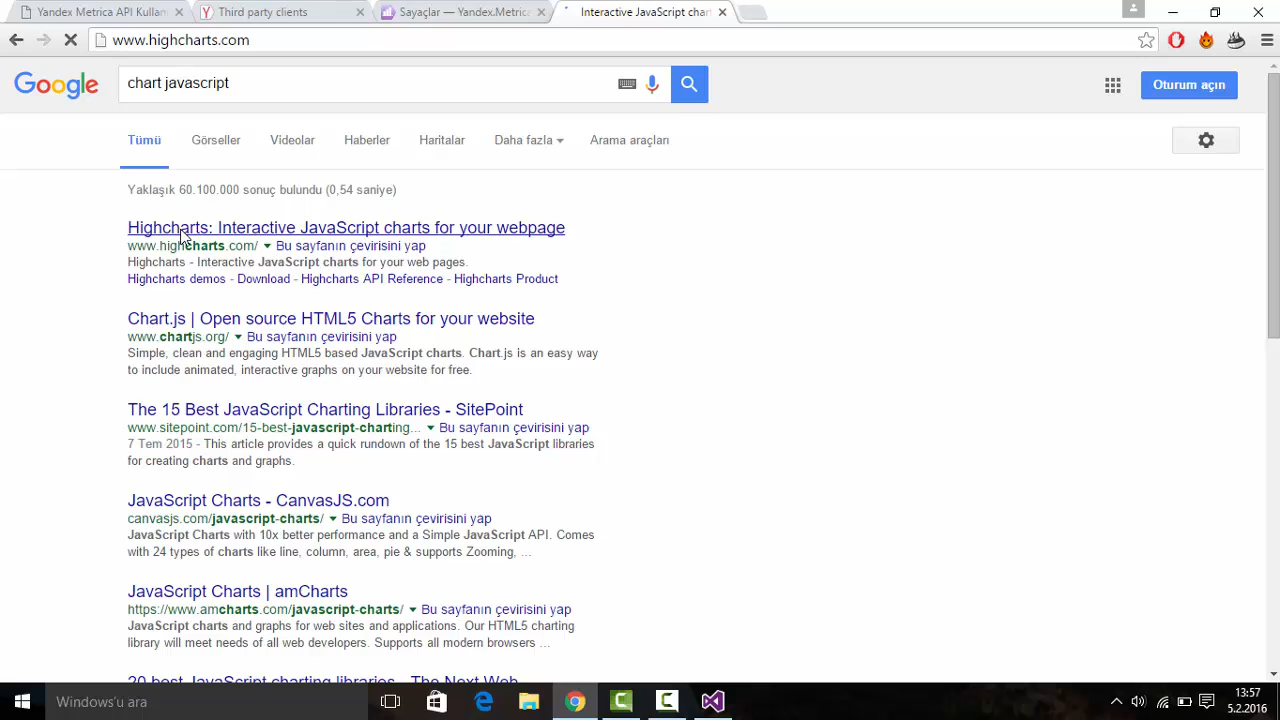 Yandex Metrica API Kullan
Third party clients
Sayaçlar — Yandex.Metrica
Interactive JavaScript char
www.highcharts.com
Google
chart javascript
Oturum açın
Tümü
Görseller
Videolar
Haberler
Haritalar
Daha fazla
Arama araçları
Yaklaşık 60.100.000 sonuç bulundu (0,54 saniye)
Highcharts: Interactive JavaScript charts for your webpage
www.highcharts.com/ Bu sayfanın çevirisini yap
Highcharts - Interactive JavaScript charts for your web pages.
Highcharts demos - Download - Highcharts API Reference - Highcharts Product
Chart.js | Open source HTML5 Charts for your website
www.chartjs.org/ Bu sayfanın çevirisini yap
Simple, clean and engaging HTML5 based JavaScript charts. Chart.js is an easy way
to include animated, interactive graphs on your website for free.
The 15 Best JavaScript Charting Libraries - SitePoint
www.sitepoint.com/15-best-javascript-charting... Bu sayfanın çevirisini yap
7 Tem 2015 - This article provides a quick rundown of the 15 best JavaScript libraries
for creating charts and graphs.
JavaScript Charts - CanvasJS.com
canvasjs.com/javascript-charts/ Bu sayfanın çevirisini yap
JavaScript Charts with 10x better performance and a Simple JavaScript API. Comes
with 24 types of charts like line, column, area, pie & supports Zooming, ...
JavaScript Charts | amCharts
https://www.amcharts.com/javascript-charts/ Bu sayfanın çevirisini yap
JavaScript charts and graphs for web sites and applications. Our HTML5 charting
library will meet needs of all web developers. Supports all modern browsers ...
20 best JavaScript charting libraries - The Next Web
Windows'u ara
13:57
5.2.2016